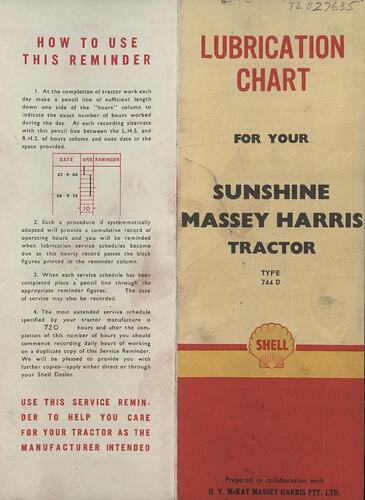 HOW TO USE
THIS REMINDER
1. At the completion of tractor work each
day make a pencil line of sufficient length
down one side of the "hours" column to
indicate the exact number of hours worked
during the day. At each recording alternate
with this pencil line between the L.H.S. and
R.H.S. of hours column and note date in the
space provided.
DATE HRS REMINDER
27-9-52
28-9-52
10
2. Such a procedure if systemmatically
adopted will provide a cumulative record of
operating hours and you will be reminded
when lubrication service schedules become
due as this hourly record passes the black
figures printed in the reminder column.
3. When each service schedule has been
completed place a pencil line through the
appropriate reminder figures. The date
of service may also be recorded.
4. The most extended service schedule
specified by your tractor manufacture is
720 hours and after the com-
pletion of this number of hours you should
commence recording daily hours of working
on a duplicate copy of this Service Reminder.
We will be pleased to provide you with
further copies—apply either direct or through
your Shell Dealer.
USE THIS SERVICE REMIN-
DER TO HELP YOU CARE
FOR YOUR TRACTOR AS THE
MANUFACTURER INTENDED
TL027635
LUBRICATION
CHART
FOR YOUR
SUNSHINE
MASSEY HARRIS
TRACTOR
TYPE
744 D
SHELL
Prepared in collaboration with
H. V. McKAY MASSEY HARRIS PTY. LTD.